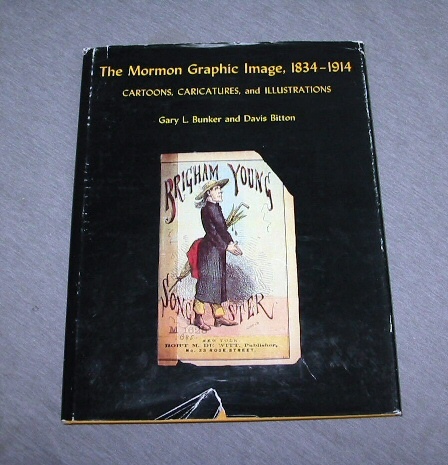 The Mormon Graphic Image, 1834–1914
CARTOONS, CARICATURES, and ILLUSTRATIONS
Gary L. Bunker and Davis Bitton
BRIGHAM YOUNG
SONGSTER
NEW YORK
ROBT M. DE WITT, Publisher,
No. 33 ROSE STREET.